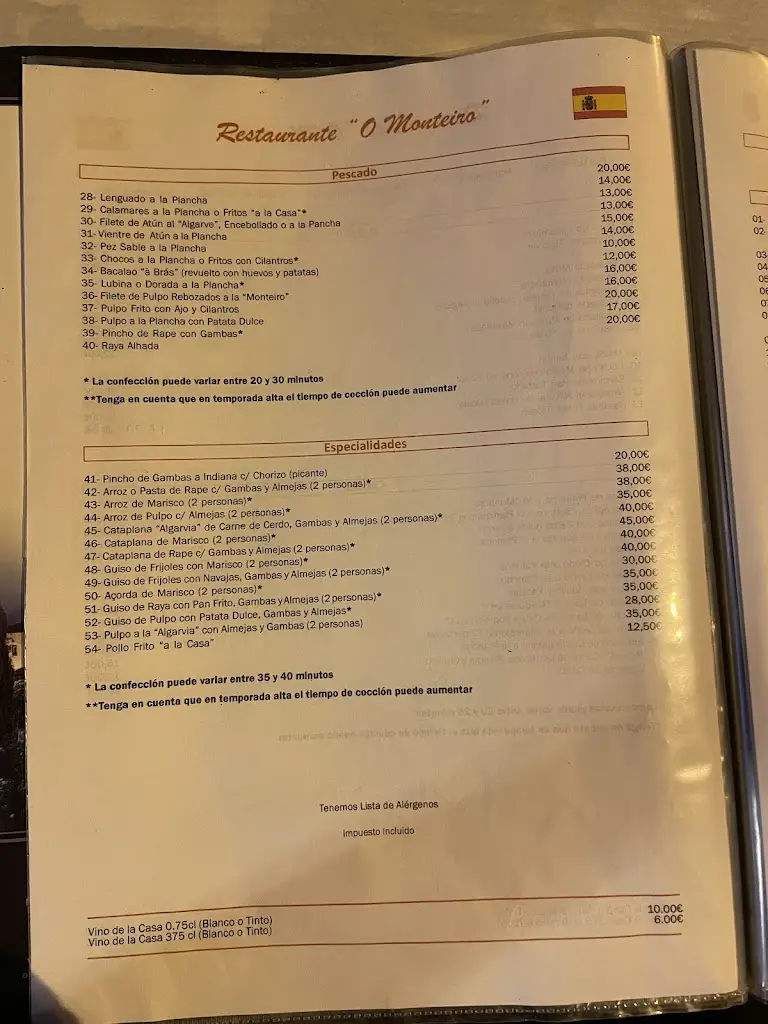 Restaurante "O Monteiro"
Pescado
28- Lenguado a la Plancha 20,00€
29- Calamares a la Plancha o Fritos "a la Casa"* 14,00€
30- Filete de Atún al "Algarve", Encebollado o a la Pancha 13,00€
31- Vientre de Atún a la Plancha 13,00€
32- Pez Sable a la Plancha 15,00€
33- Chocos a la Plancha o Fritos con Cilantros* 14,00€
34- Bacalao "à Brás" (revuelto con huevos y patatas) 10,00€
35- Lubina o Dorada a la Plancha* 12,00€
36- Filete de Pulpo Rebozados a la "Monteiro" 16,00€
37- Pulpo Frito con Ajo y Cilantros 16,00€
38- Pulpo a la Plancha con Patata Dulce 20,00€
39- Pincho de Rape con Gambas* 17,00€
40- Raya Alhada 20,00€
* La confección puede variar entre 20 y 30 minutos
**Tenga en cuenta que en temporada alta el tiempo de cocción puede aumentar
Especialidades
41- Pincho de Gambas a Indiana c/ Chorizo (picante) 20,00€
42- Arroz o Pasta de Rape c/ Gambas y Almejas (2 personas)* 38,00€
43- Arroz de Marisco (2 personas)* 38,00€
44- Arroz de Pulpo c/ Almejas (2 personas)* 35,00€
45- Cataplana "Algarvia" de Carne de Cerdo, Gambas y Almejas (2 personas)* 40,00€
46- Cataplana de Marisco (2 personas)* 45,00€
47- Cataplana de Rape c/ Gambas y Almejas (2 personas)* 40,00€
48- Guiso de Frijoles con Marisco (2 personas)* 40,00€
49- Guiso de Frijoles con Navajas, Gambas y Almejas (2 personas)* 30,00€
50- Açorda de Marisco (2 personas)* 35,00€
51- Guiso de Raya con Pan Frito, Gambas y Almejas (2 personas)* 35,00€
52- Guiso de Pulpo con Patata Dulce, Gambas y Almejas* 28,00€
53- Pulpo a la "Algarvia" con Almejas y Gambas (2 personas) 35,00€
54- Pollo Frito "a la Casa" 12,50€
* La confección puede variar entre 35 y 40 minutos
**Tenga en cuenta que en temporada alta el tiempo de cocción puede aumentar
Tenemos Lista de Alérgenos
Impuesto Incluido
Vino de la Casa 0.75cl (Blanco o Tinto) 10.00€
Vino de la Casa 375 cl (Blanco o Tinto) 6.00€
01-
02-
03
04
05
06